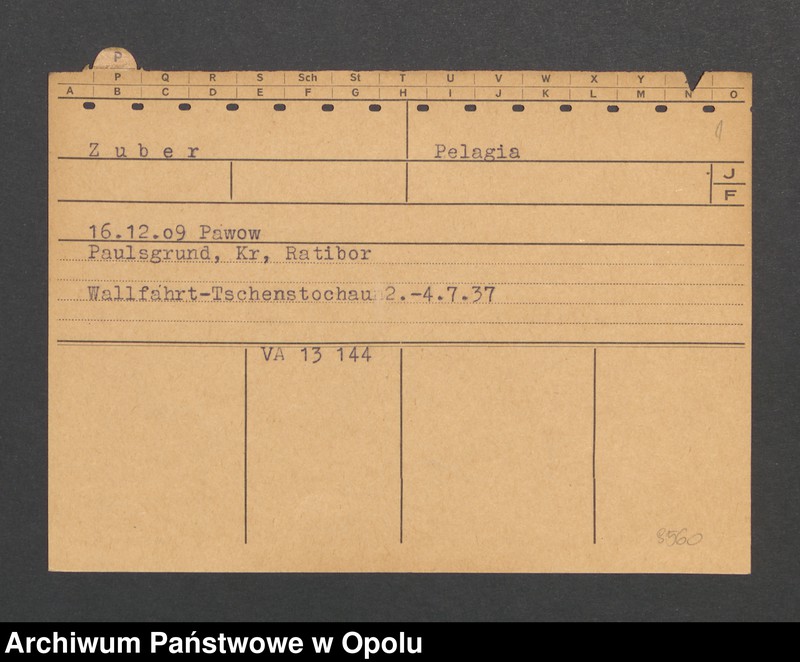 P
P Q R S Sch St T U V W X Y
A B C D E F G H I J K L M N O
Zuber Pelagia
J
F
16.12.09 Pawow
Paulsgrund, Kr, Ratibor
Wallfahrt-Tschenstochau 2.-4.7.37
VA 13 144
Archiwum Państwowe w Opolu